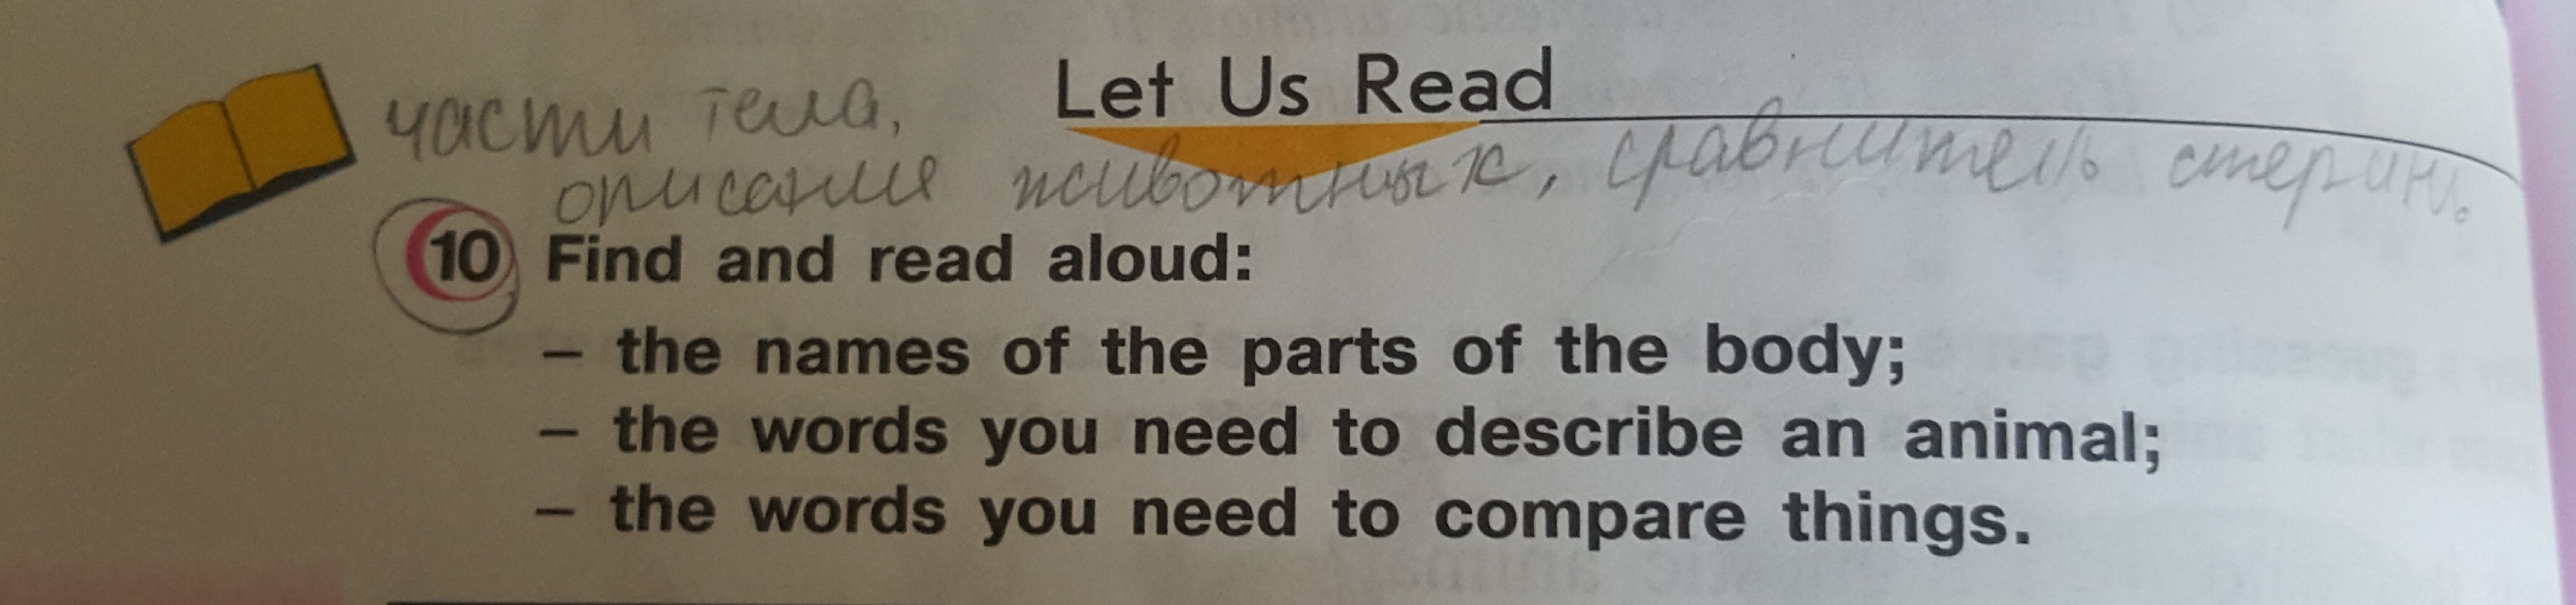 Let Us Read
части тела,
описание животных, сравнитель
10 Find and read aloud:
– the names of the parts of the body;
– the words you need to describe an animal;
– the words you need to compare things.